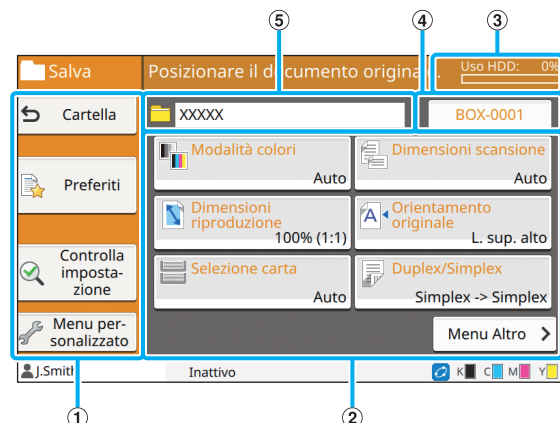 ⑤ ④ ③
Salva
Posizionare il documento originale.
Uso HDD: 0%
Cartella
XXXXX
BOX-0001
Modalità colori
Auto
Dimensioni scansione
Auto
Preferiti
Dimensioni
riproduzione
100% (1:1)
Orientamento
originale
L. sup. alto
Controlla
imposta-
zione
Selezione carta
Auto
Duplex/Simplex
Simplex -> Simplex
Menu per-
sonalizzato
Menu Altro
J.Smith
Inattivo
K C M Y
① ②